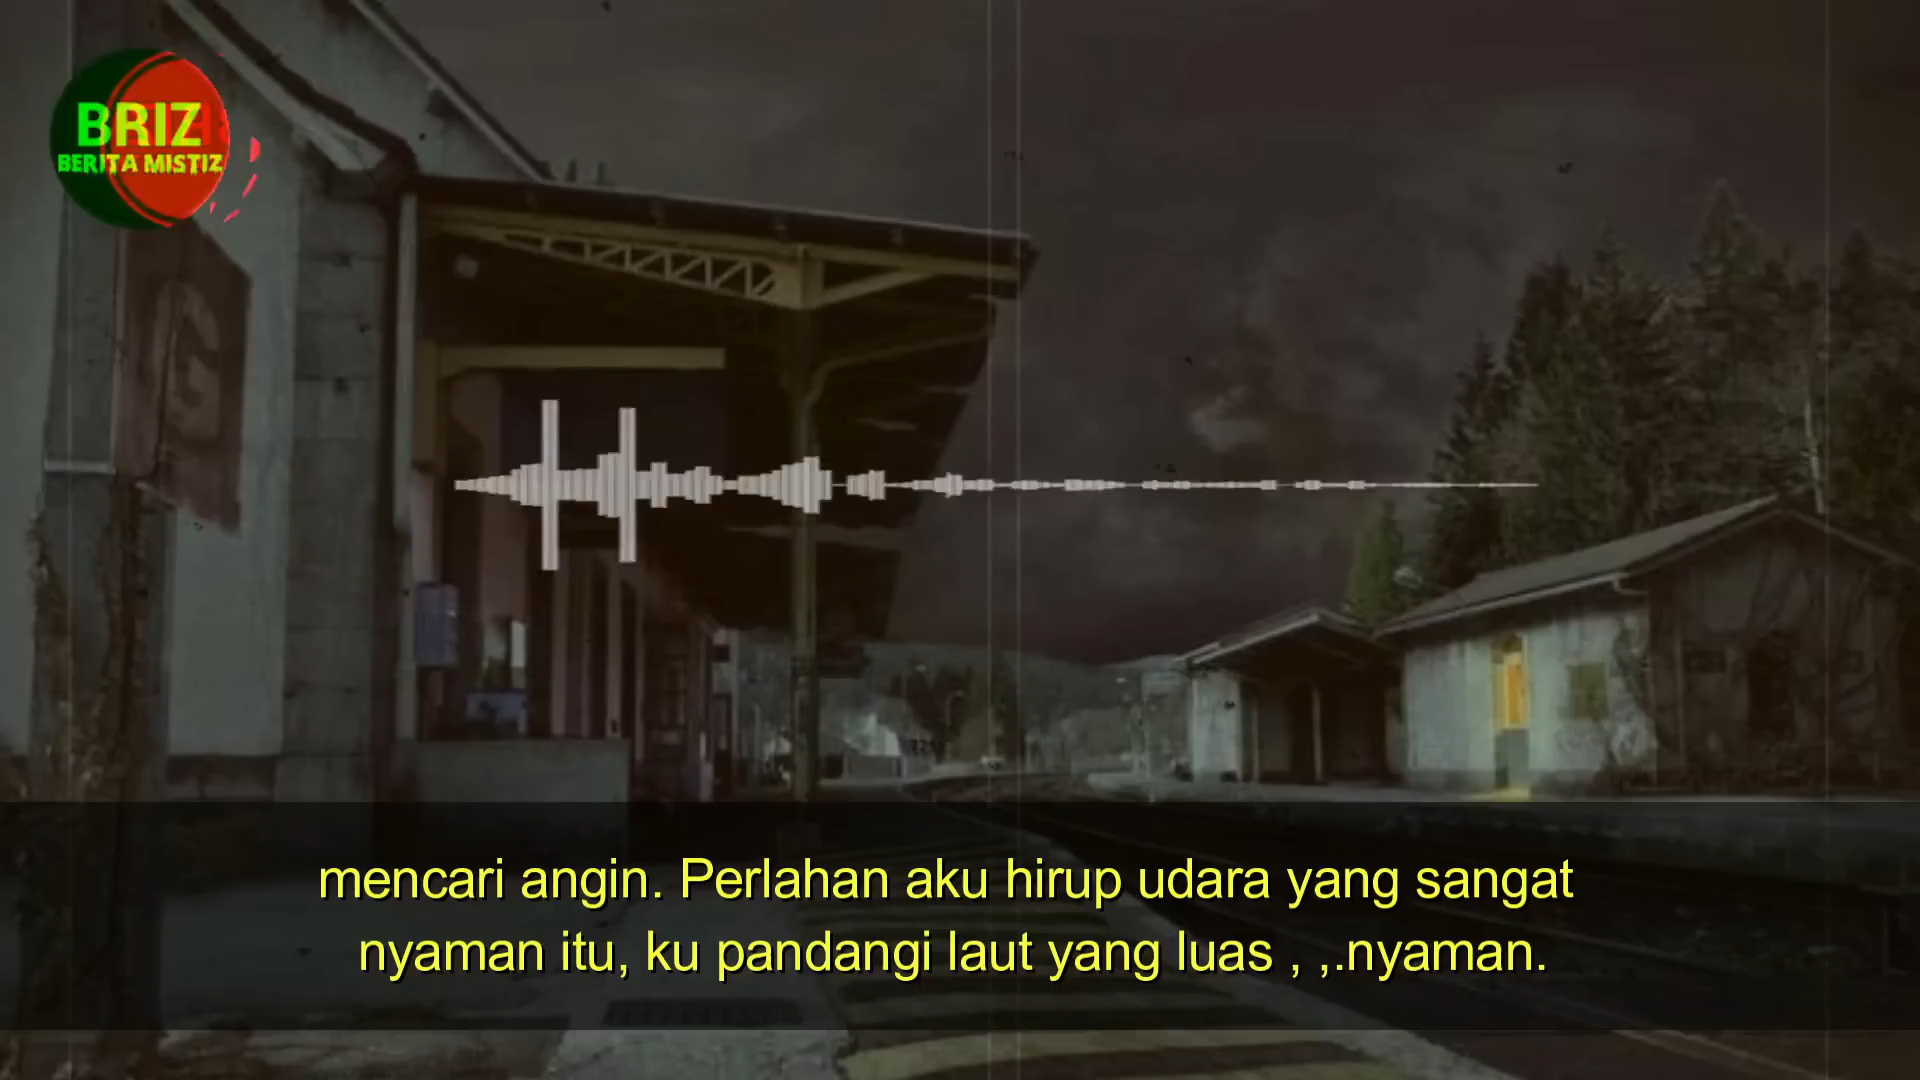 BRIZ
BERITA MISTIZ
mencari angin. Perlahan aku hirup udara yang sangat
nyaman itu, ku pandangi laut yang luas , ,.nyaman.